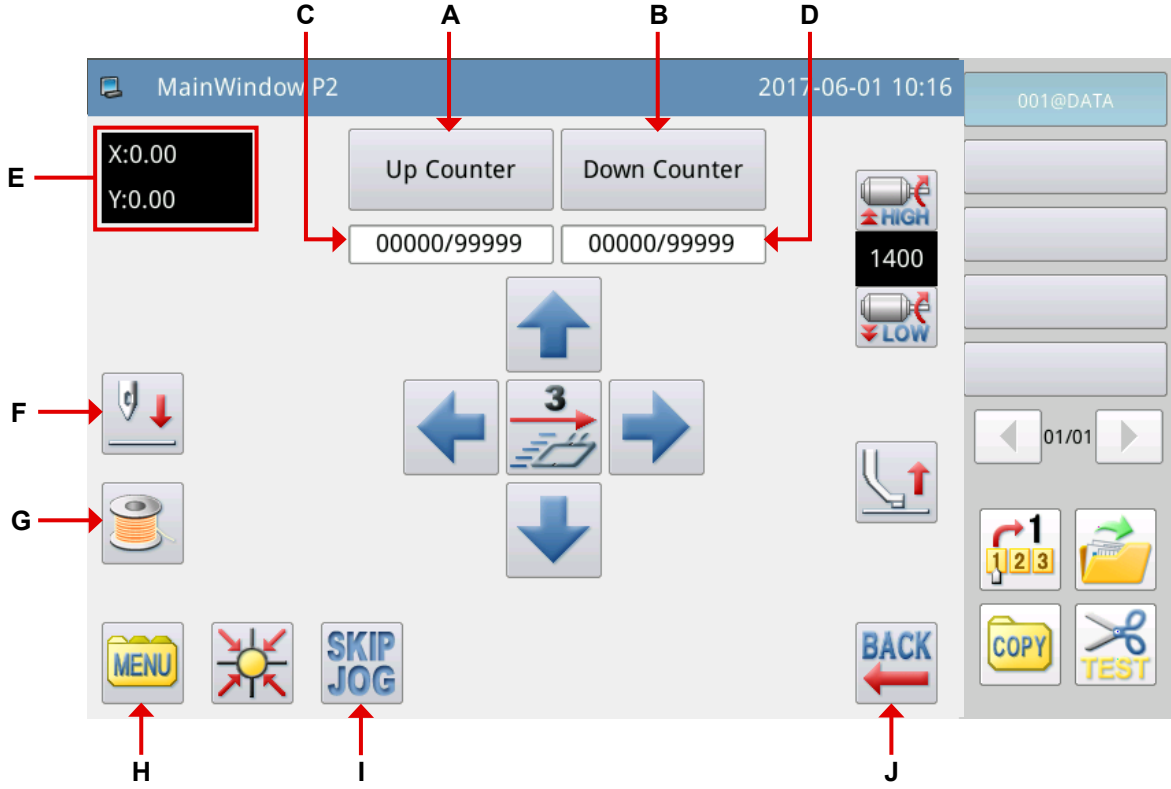 C A B D
MainWindow P2 2017-06-01 10:16
001@DATA
E
X:0.00
Y:0.00
Up Counter Down Counter
00000/99999 00000/99999
HIGH
1400
LOW
3
F
01/01
G
1
1 2 3
MENU
SKIP
JOG
BACK
COPY
TEST
H I J